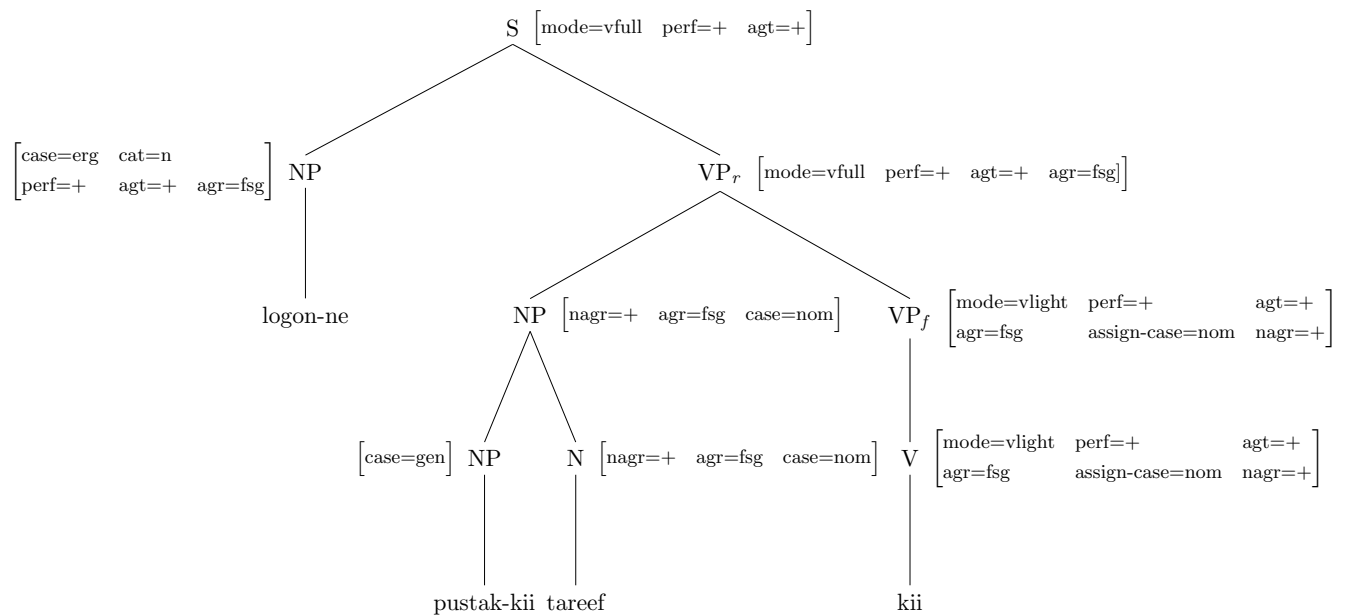 S [mode=vfull perf=+ agt=+]
[case=erg cat=n
perf=+ agt=+ agr=fsg] NP
VP_r [mode=vfull perf=+ agt=+ agr=fsg]]
logon-ne
NP [nagr=+ agr=fsg case=nom]
VP_f [mode=vlight perf=+ agt=+
agr=fsg assign-case=nom nagr=+]
[case=gen] NP
N [nagr=+ agr=fsg case=nom]
V [mode=vlight perf=+ agt=+
agr=fsg assign-case=nom nagr=+]
pustak-kii tareef kii